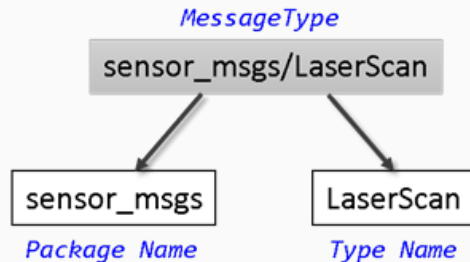 MessageType
sensor_msgs/LaserScan
sensor_msgs
LaserScan
Package Name
Type Name